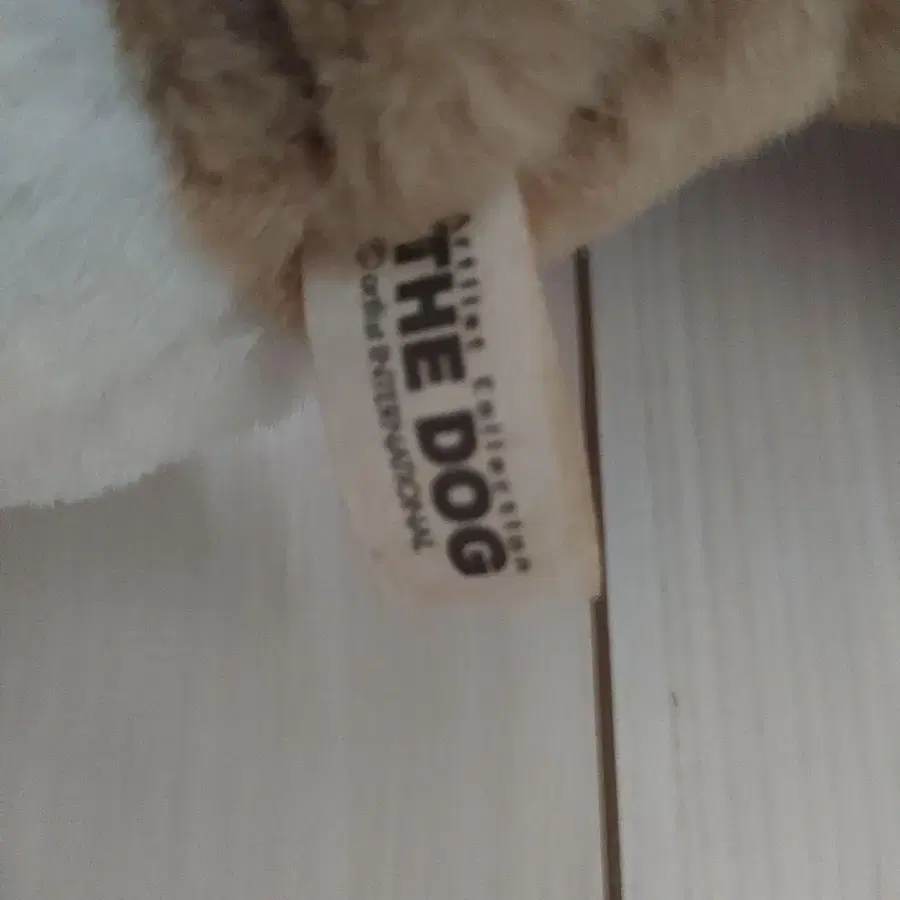 Artlist Collection
THE DOG
© artlist INTERNATIONAL